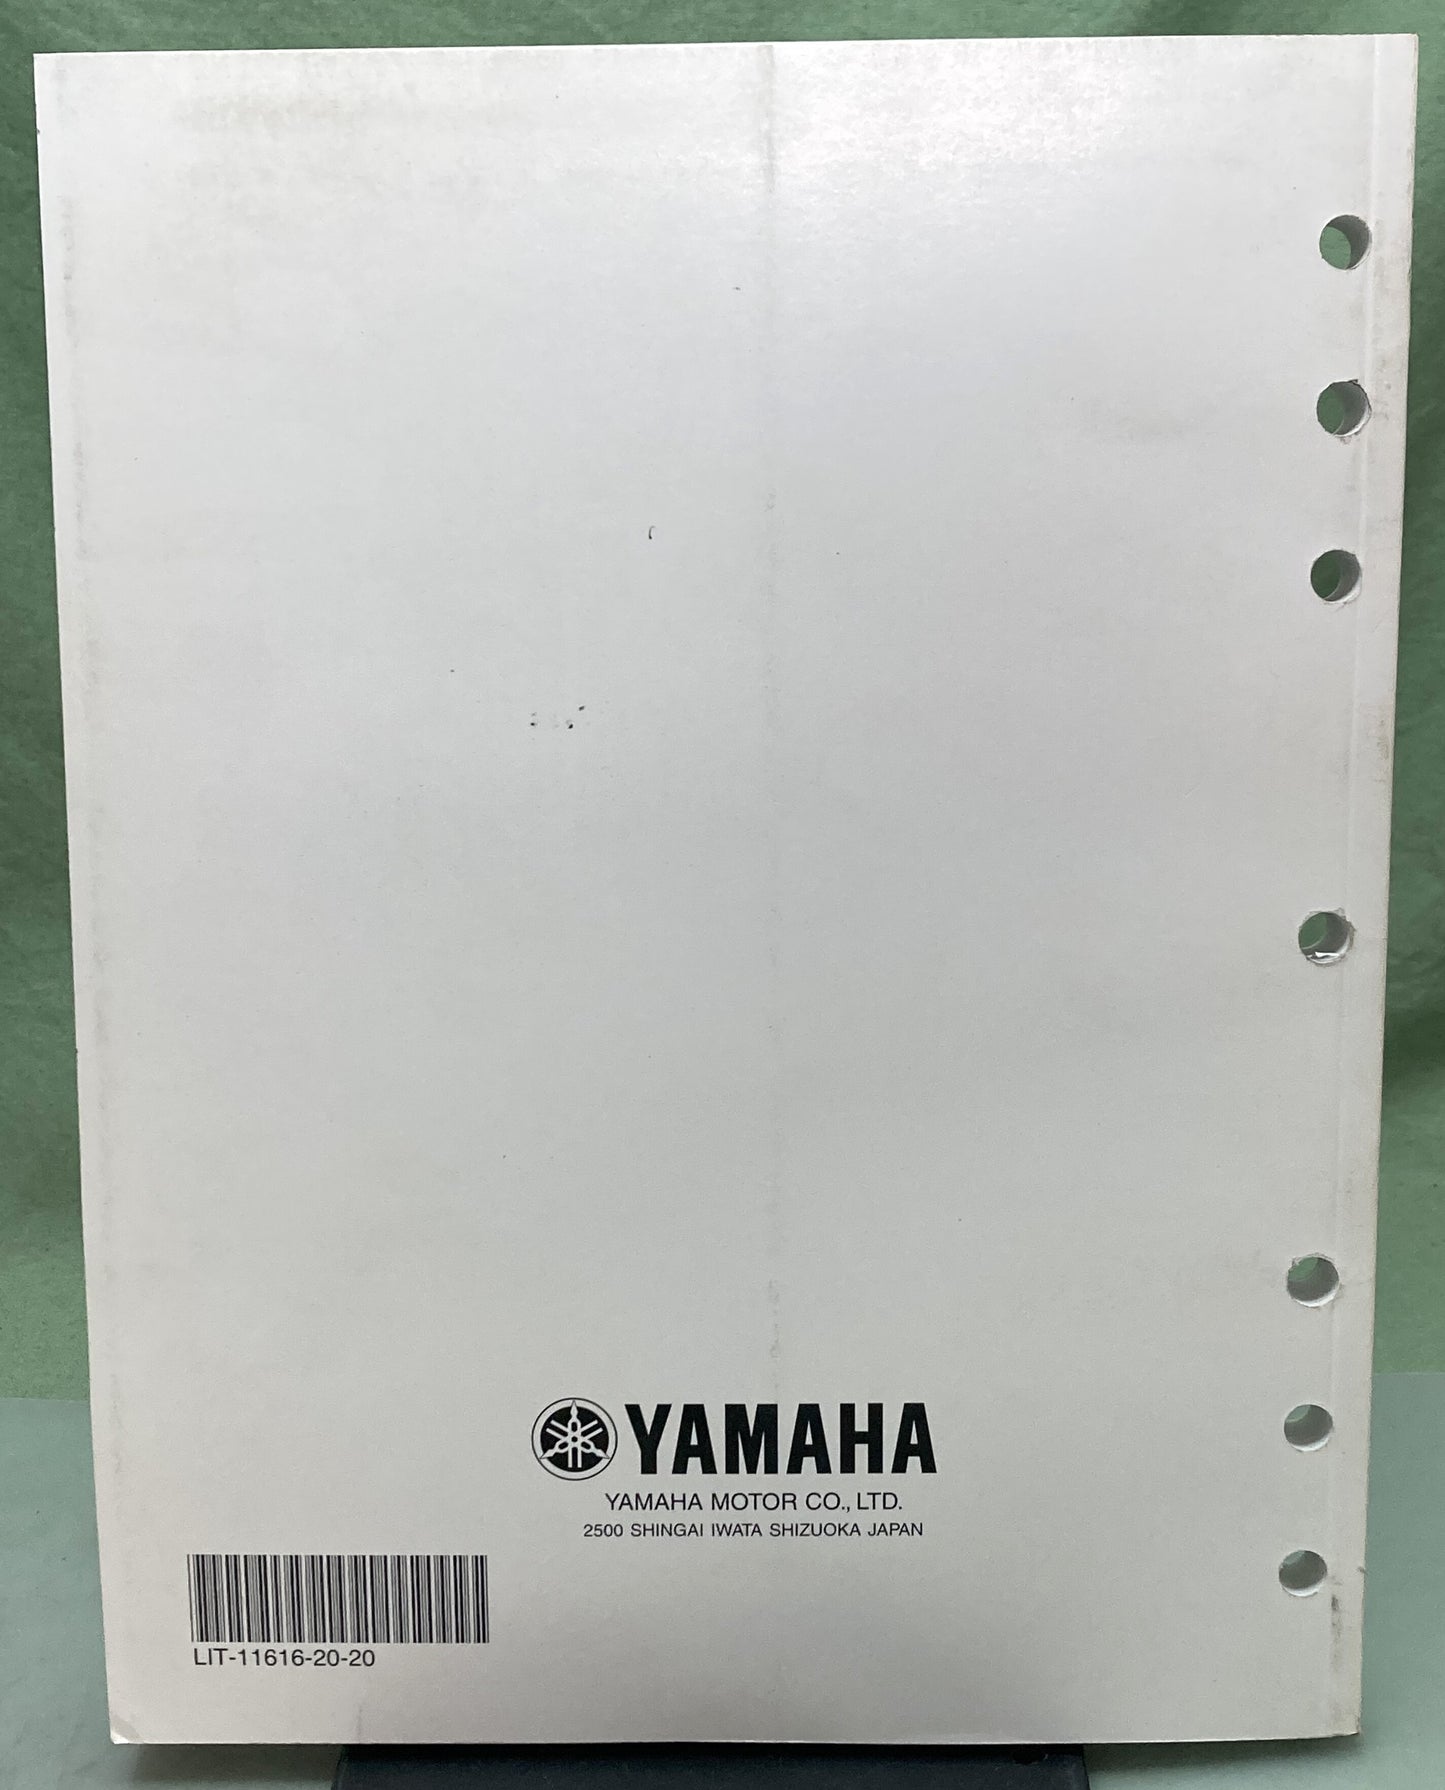 YAMAHA
YAMAHA MOTOR CO., LTD.
2500 SHINGAI IWATA SHIZUOKA JAPAN
LIT-11616-20-20